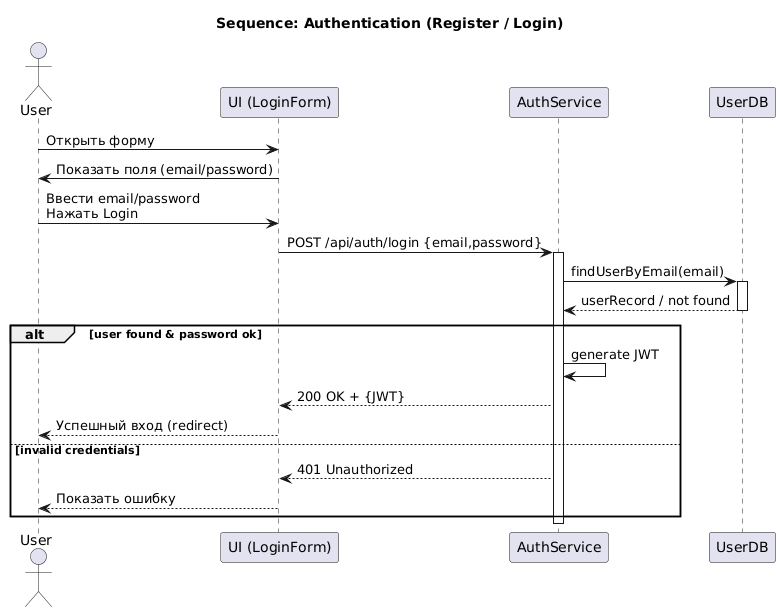 Sequence: Authentication (Register / Login)
User
UI (LoginForm)
AuthService
UserDB
Открыть форму
Показать поля (email/password)
Ввести email/password
Нажать Login
POST /api/auth/login {email,password}
findUserByEmail(email)
userRecord / not found
alt
[user found & password ok]
generate JWT
200 OK + {JWT}
Успешный вход (redirect)
[invalid credentials]
401 Unauthorized
Показать ошибку
User
UI (LoginForm)
AuthService
UserDB